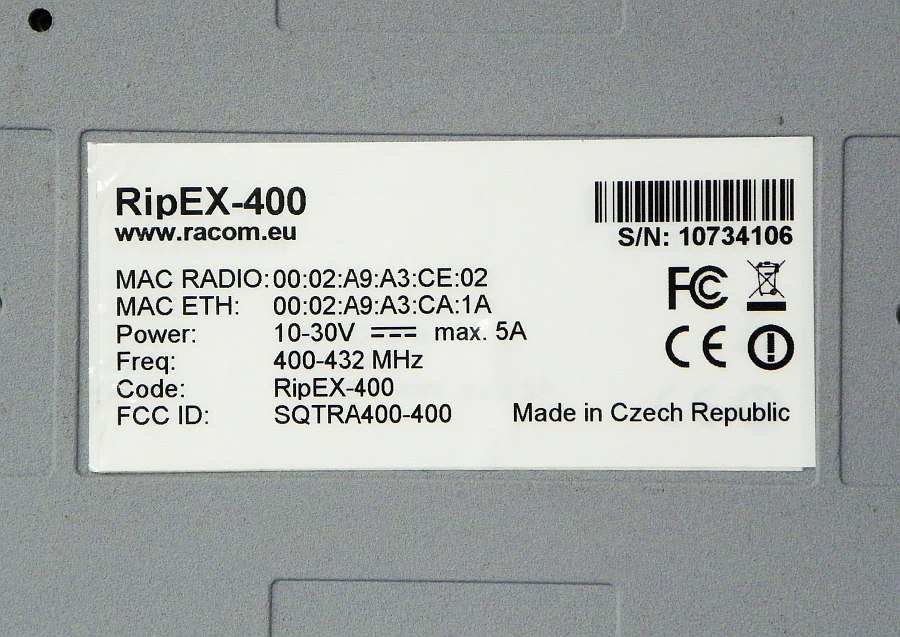 RipEX-400
www.racom.eu
S/N: 10734106
MAC RADIO: 00:02:A9:A3:CE:02
MAC ETH: 00:02:A9:A3:CA:1A
Power: 10-30V max. 5A
Freq: 400-432 MHz
Code: RipEX-400
FCC ID: SQTRA400-400
FC
CE
Made in Czech Republic